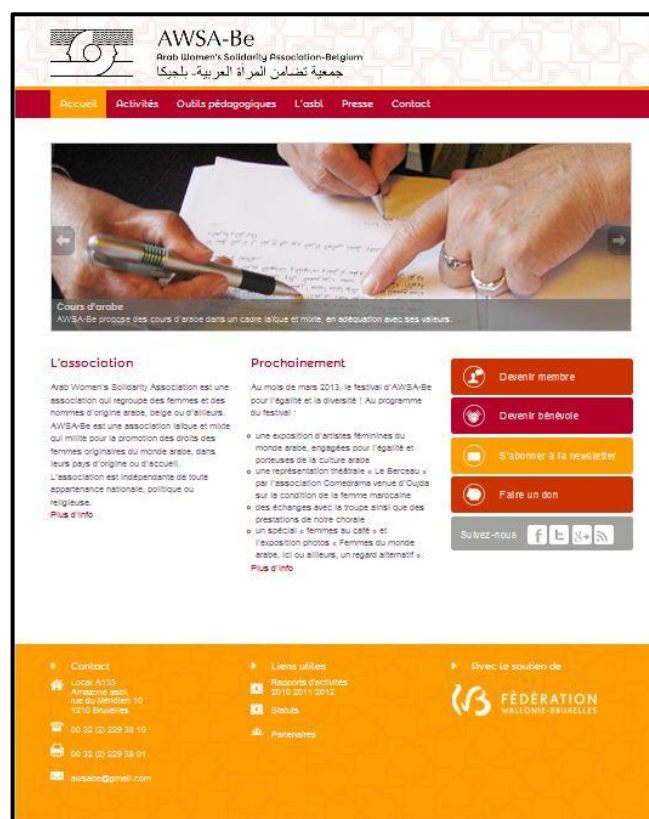 AWSA-Be
Arab Women's Solidarity Association-Belgium
جمعية تضامن المرأة العربية- بلجيكا
Accueil Activités Outils pédagogiques L'asbl Presse Contact
Cours d'arabe
AWSA-Be propose des cours d'arabe dans un cadre laïque et mixte, en adéquation avec ses valeurs.
L'association
Arab Women's Solidarity Association est une
association qui regroupe des femmes et des
hommes d'origine arabe, belge ou d'ailleurs.
AWSA-Be est une association laïque et mixte
qui milite pour la promotion des droits des
femmes originaires du monde arabe, dans
leurs pays d'origine ou d'accueil.
L'association est indépendante de toute
appartenance nationale, politique ou
religieuse.
Plus d'info
Prochainement
Au mois de mars 2013, le festival d'AWSA-Be
pour l'égalité et la diversité ! Au programme
du festival :
une exposition d'artistes féminines du
monde arabe, engagées pour l'égalité et
porteuses de la culture arabe
une représentation théâtrale « Le Berceau »
par l'association Comedrama venue d'Oujda
sur la condition de la femme marocaine
des échanges avec la troupe ainsi que des
prestations de notre chorale
un spécial « femmes au café » et
l'exposition photos « Femmes du monde
arabe, ici ou ailleurs, un regard alternatif ».
Plus d'info
Devenir membre
Devenir bénévole
S'abonner à la newsletter
Faire un don
Suivez-nous
Contact
Local A133
Amazone asbl,
rue du Méridien 10
1210 Bruxelles
00 32 (2) 229 38 10
00 32 (2) 229 38 01
awsabe@gmail.com
Liens utiles
Rapports d'activités
2010 2011 2012
Statuts
Partenaires
Avec le soutien de
FÉDÉRATION
WALLONIE-BRUXELLES